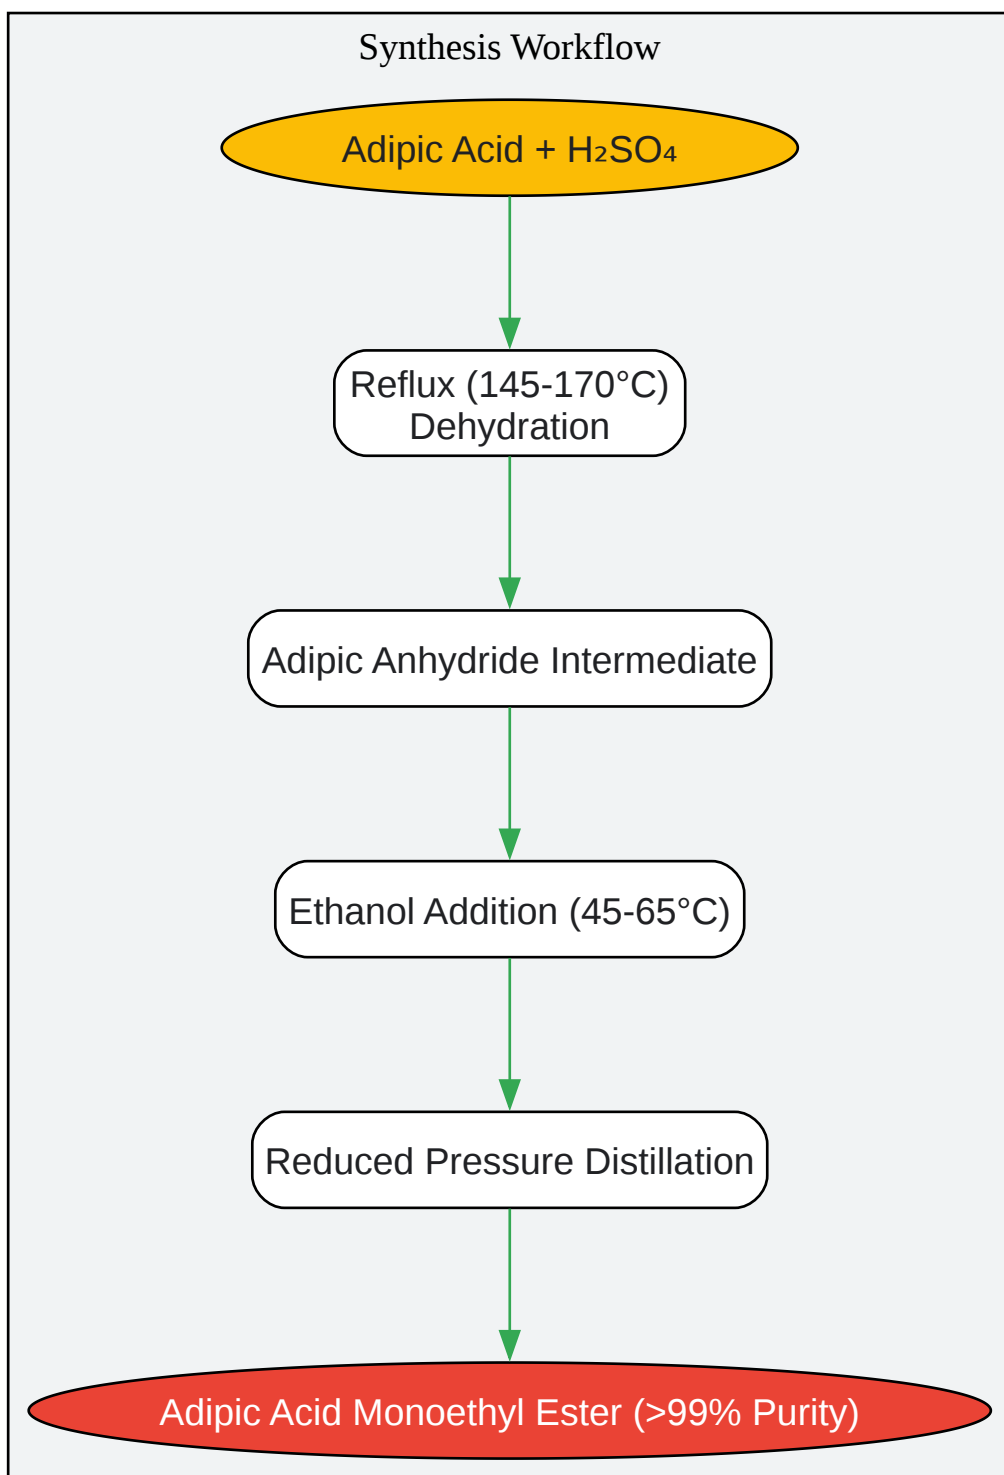 Synthesis Workflow
Adipic Acid + H₂SO₄
Reflux (145-170°C)
Dehydration
Adipic Anhydride Intermediate
Ethanol Addition (45-65°C)
Reduced Pressure Distillation
Adipic Acid Monoethyl Ester (>99% Purity)